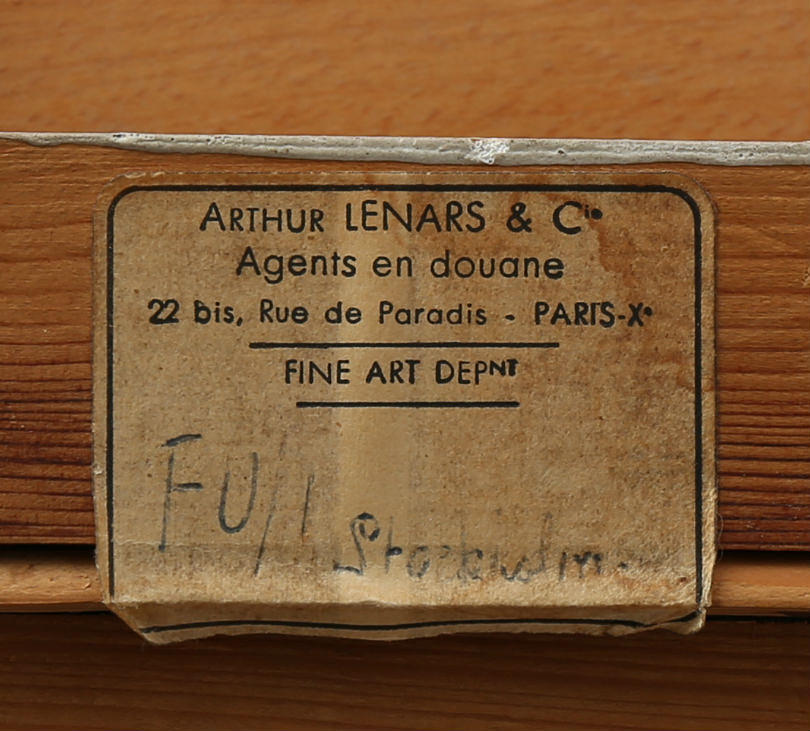 ARTHUR LENARS & Cie
Agents en douane
22 bis, Rue de Paradis - PARIS-Xe
FINE ART DEPNT
FU/1
Stockholm.